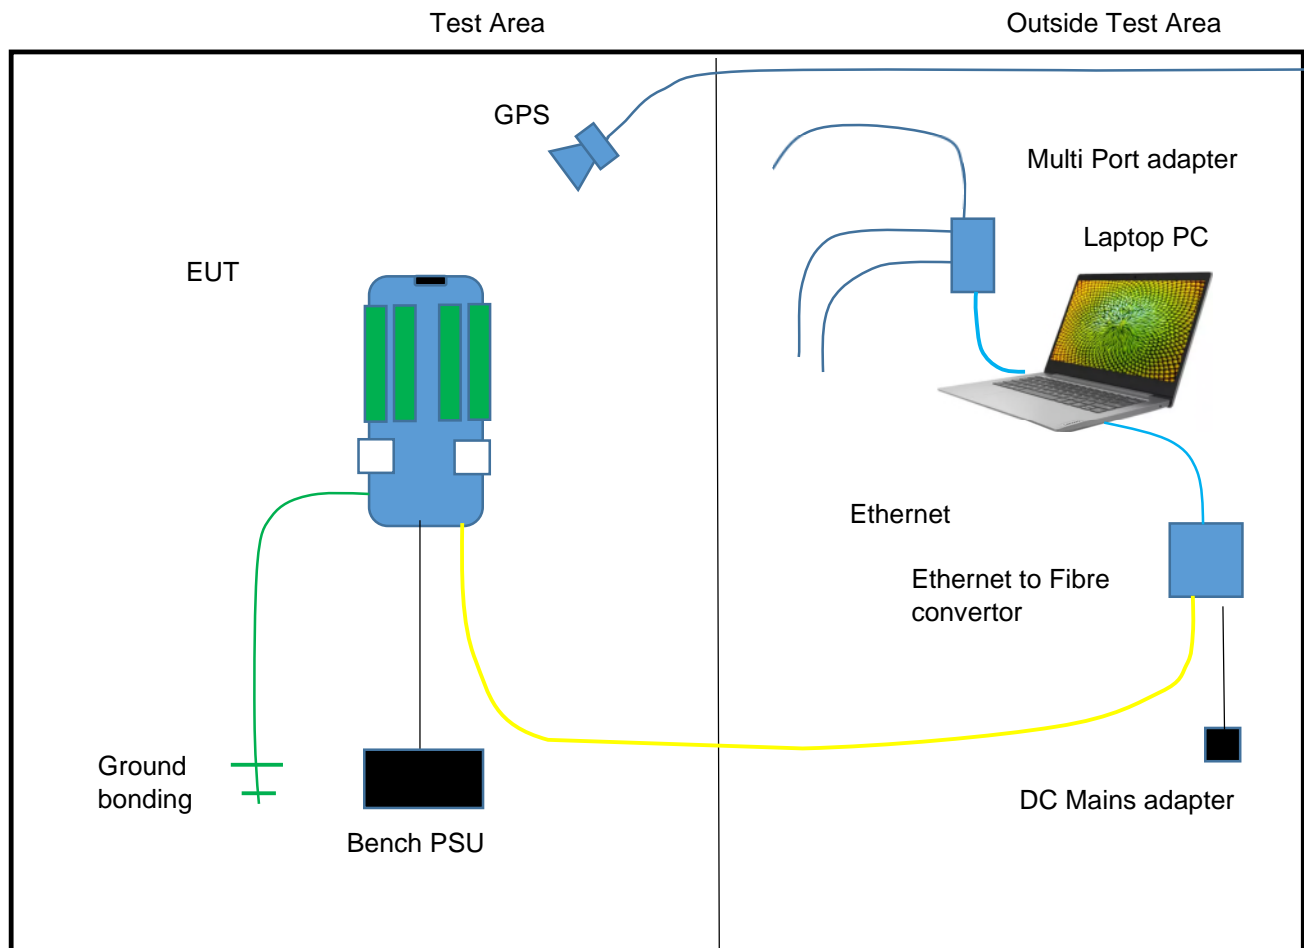 Test Area
Outside Test Area
GPS
Multi Port adapter
Laptop PC
EUT
Ethernet
Ethernet to Fibre
convertor
Ground
bonding
DC Mains adapter
Bench PSU